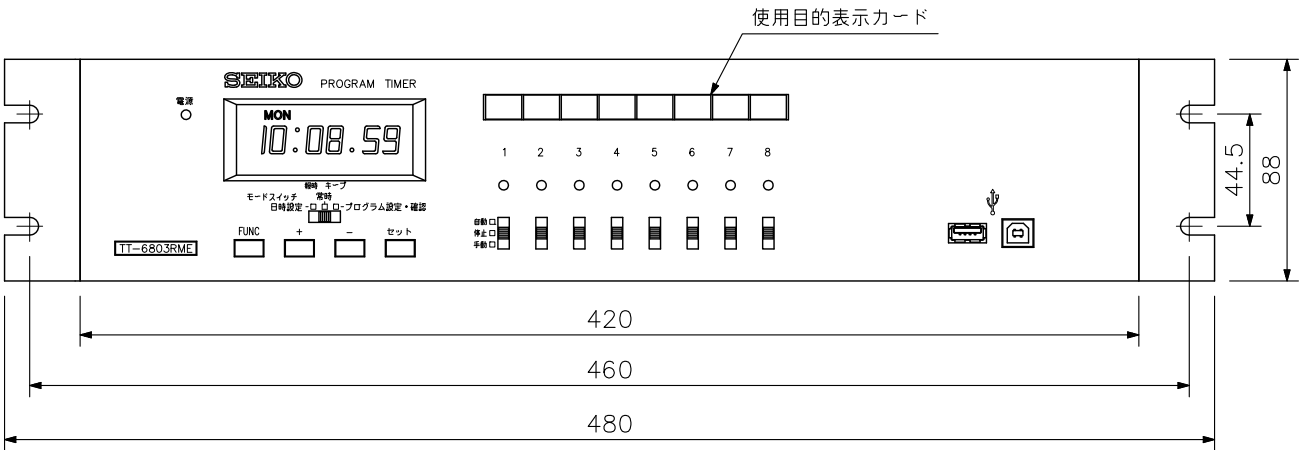 使用目的表示カード
SEIKO PROGRAM TIMER
電源
MON
10:08.59
1 2 3 4 5 6 7 8
報時 キープ
モードスイッチ 常時
日時設定 プログラム設定・確認
自動
停止
手動
FUNC + - セット
TT-6803RME
44.5
88
420
460
480